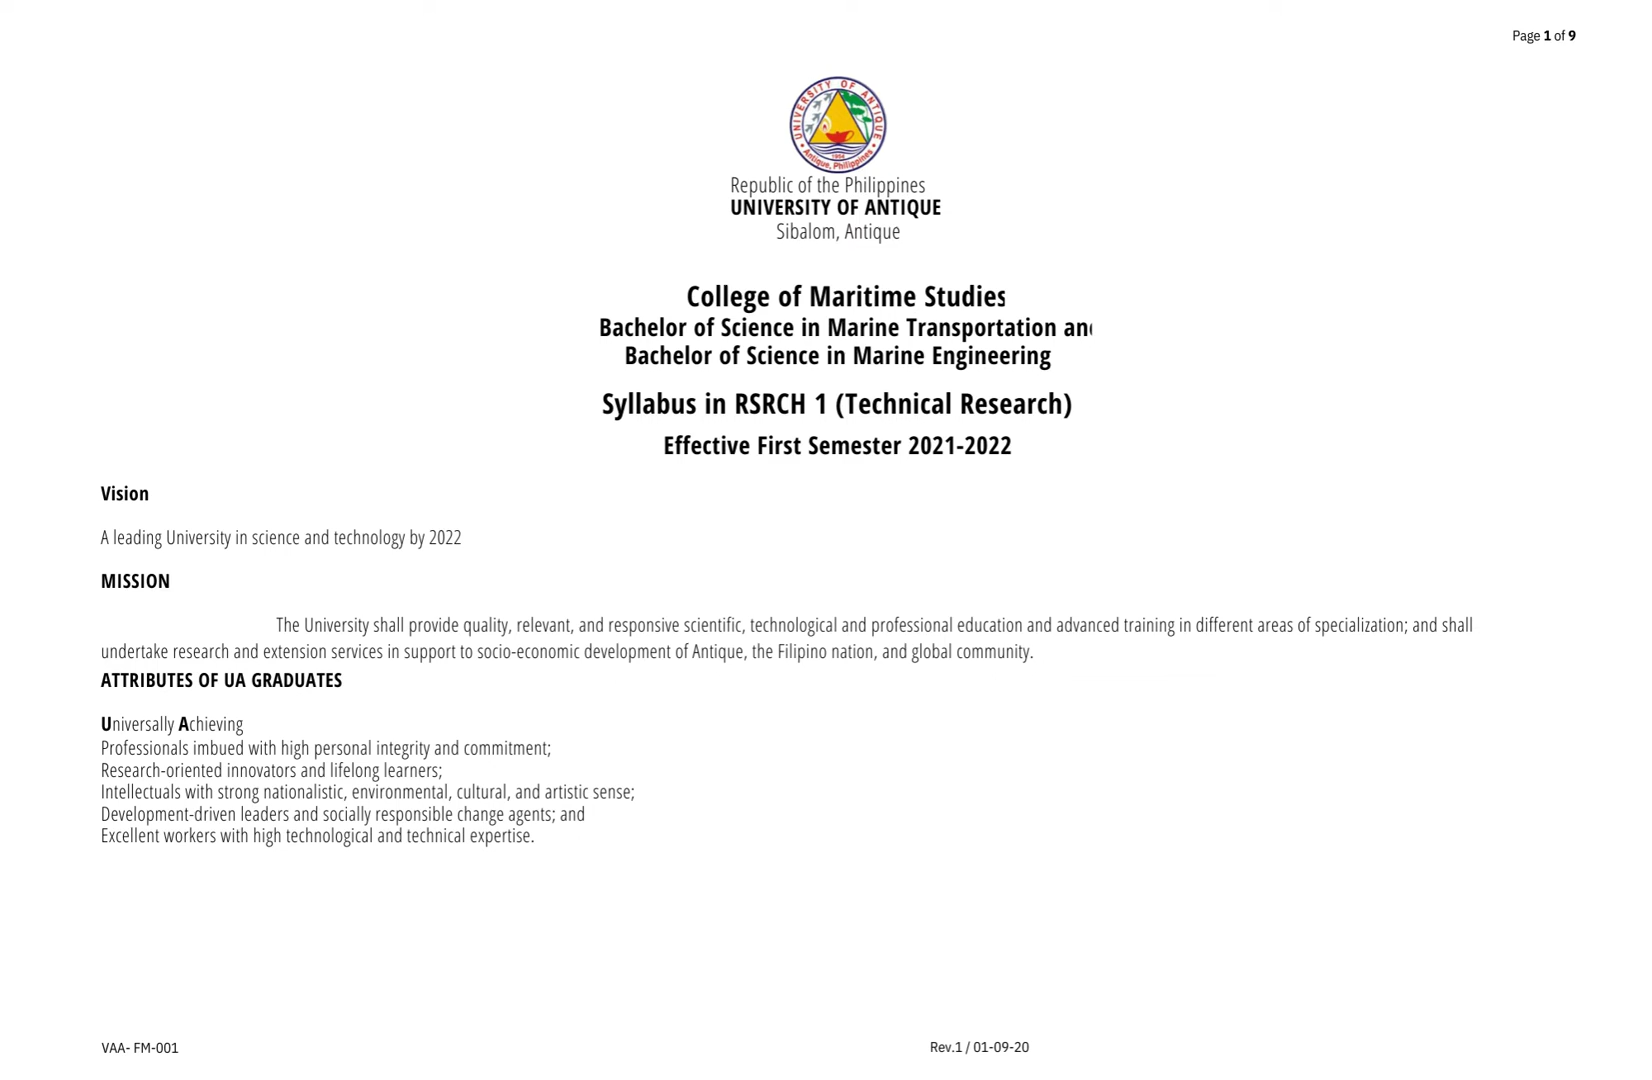 Page 1 of 9
UNIVERSITY OF ANTIQUE
1954
Antique, Philippines
Republic of the Philippines
UNIVERSITY OF ANTIQUE
Sibalom, Antique
College of Maritime Studies
Bachelor of Science in Marine Transportation and
Bachelor of Science in Marine Engineering
Syllabus in RSRCH 1 (Technical Research)
Effective First Semester 2021-2022
Vision
A leading University in science and technology by 2022
MISSION
The University shall provide quality, relevant, and responsive scientific, technological and professional education and advanced training in different areas of specialization; and shall
undertake research and extension services in support to socio-economic development of Antique, the Filipino nation, and global community.
ATTRIBUTES OF UA GRADUATES
Universally Achieving
Professionals imbued with high personal integrity and commitment;
Research-oriented innovators and lifelong learners;
Intellectuals with strong nationalistic, environmental, cultural, and artistic sense;
Development-driven leaders and socially responsible change agents; and
Excellent workers with high technological and technical expertise.
VAA- FM-001
Rev.1 / 01-09-20